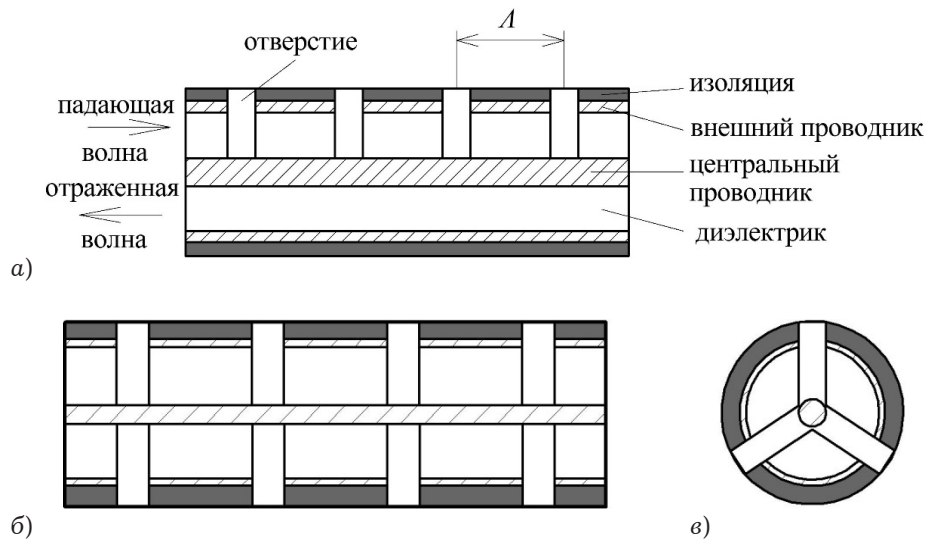 отверстие
Λ
изоляция
падающая
внешний проводник
волна
центральный
проводник
отраженная
волна
диэлектрик
а)
б)
в)